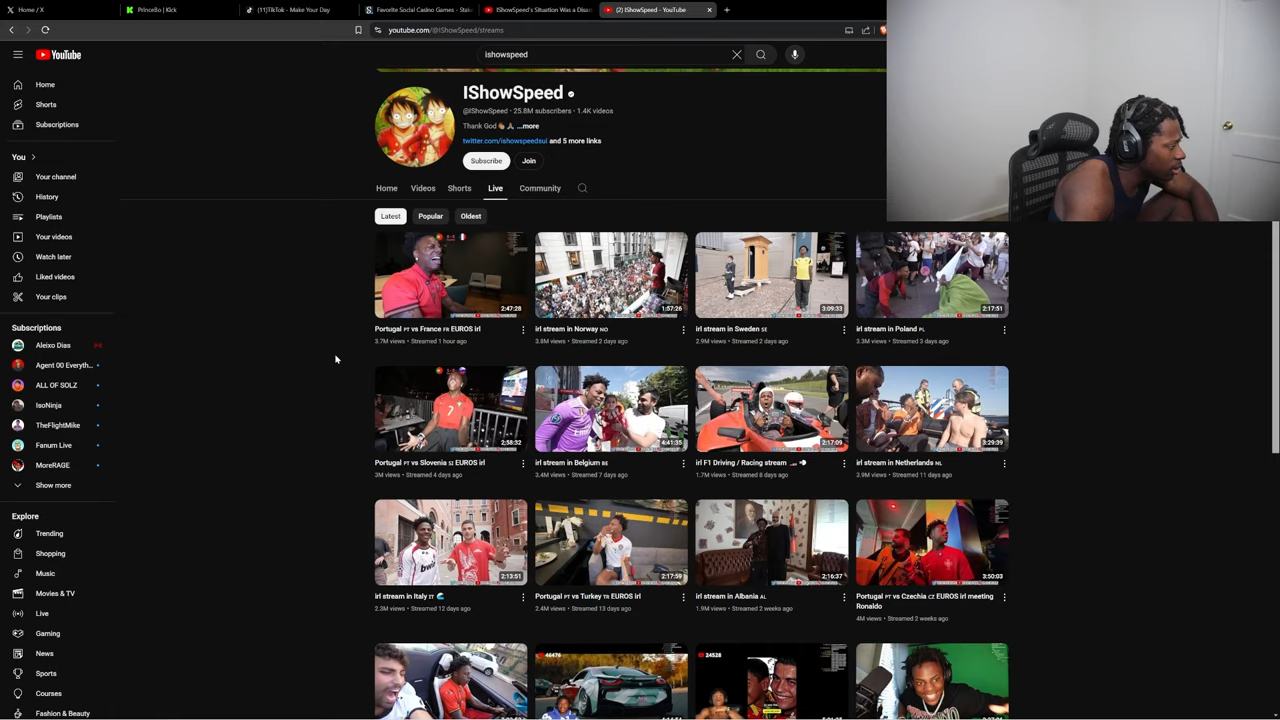 Home / X
PrinceBo | Kick
(11)TikTok - Make Your Day
Favorite Social Casino Games - Stak
IShowSpeed's Situation Was a Disas
(2) IShowSpeed - YouTube
youtube.com/@IShowSpeed/streams
YouTube
ishowspeed
Home
Shorts
Subscriptions
You
Your channel
History
Playlists
Your videos
Watch later
Liked videos
Your clips
Subscriptions
Aleixo Dias
Agent 00 Everyth...
ALL OF SOLZ
IsoNinja
TheFlightMike
Fanum Live
MoreRAGE
Show more
Explore
Trending
Shopping
Music
Movies & TV
Live
Gaming
News
Sports
Courses
Fashion & Beauty
IShowSpeed
@IShowSpeed · 25.8M subscribers · 1.4K videos
Thank God 👏🏾 🙏🏾 ...more
twitter.com/ishowspeedsui and 5 more links
Subscribe
Join
Home
Videos
Shorts
Live
Community
Latest
Popular
Oldest
2:47:28
Portugal PT vs France FR EUROS irl
3.7M views · Streamed 1 hour ago
1:57:26
irl stream in Norway NO
3.8M views · Streamed 2 days ago
3:09:33
irl stream in Sweden SE
2.9M views · Streamed 2 days ago
2:17:51
irl stream in Poland PL
3.3M views · Streamed 3 days ago
7
2:58:32
Portugal PT vs Slovenia SI EUROS irl
3M views · Streamed 4 days ago
4:41:35
irl stream in Belgium BE
3.4M views · Streamed 7 days ago
2:17:09
irl F1 Driving / Racing stream 🏎️ 💨
1.7M views · Streamed 8 days ago
3:29:39
irl stream in Netherlands NL
3.9M views · Streamed 11 days ago
bwin
2:13:51
irl stream in Italy IT 🌊
2.3M views · Streamed 12 days ago
2:17:59
Portugal PT vs Turkey TR EUROS irl
2.4M views · Streamed 13 days ago
2:16:37
irl stream in Albania AL
1.9M views · Streamed 2 weeks ago
3:50:03
Portugal PT vs Czechia CZ EUROS irl meeting
Ronaldo
4M views · Streamed 2 weeks ago
46476
24528